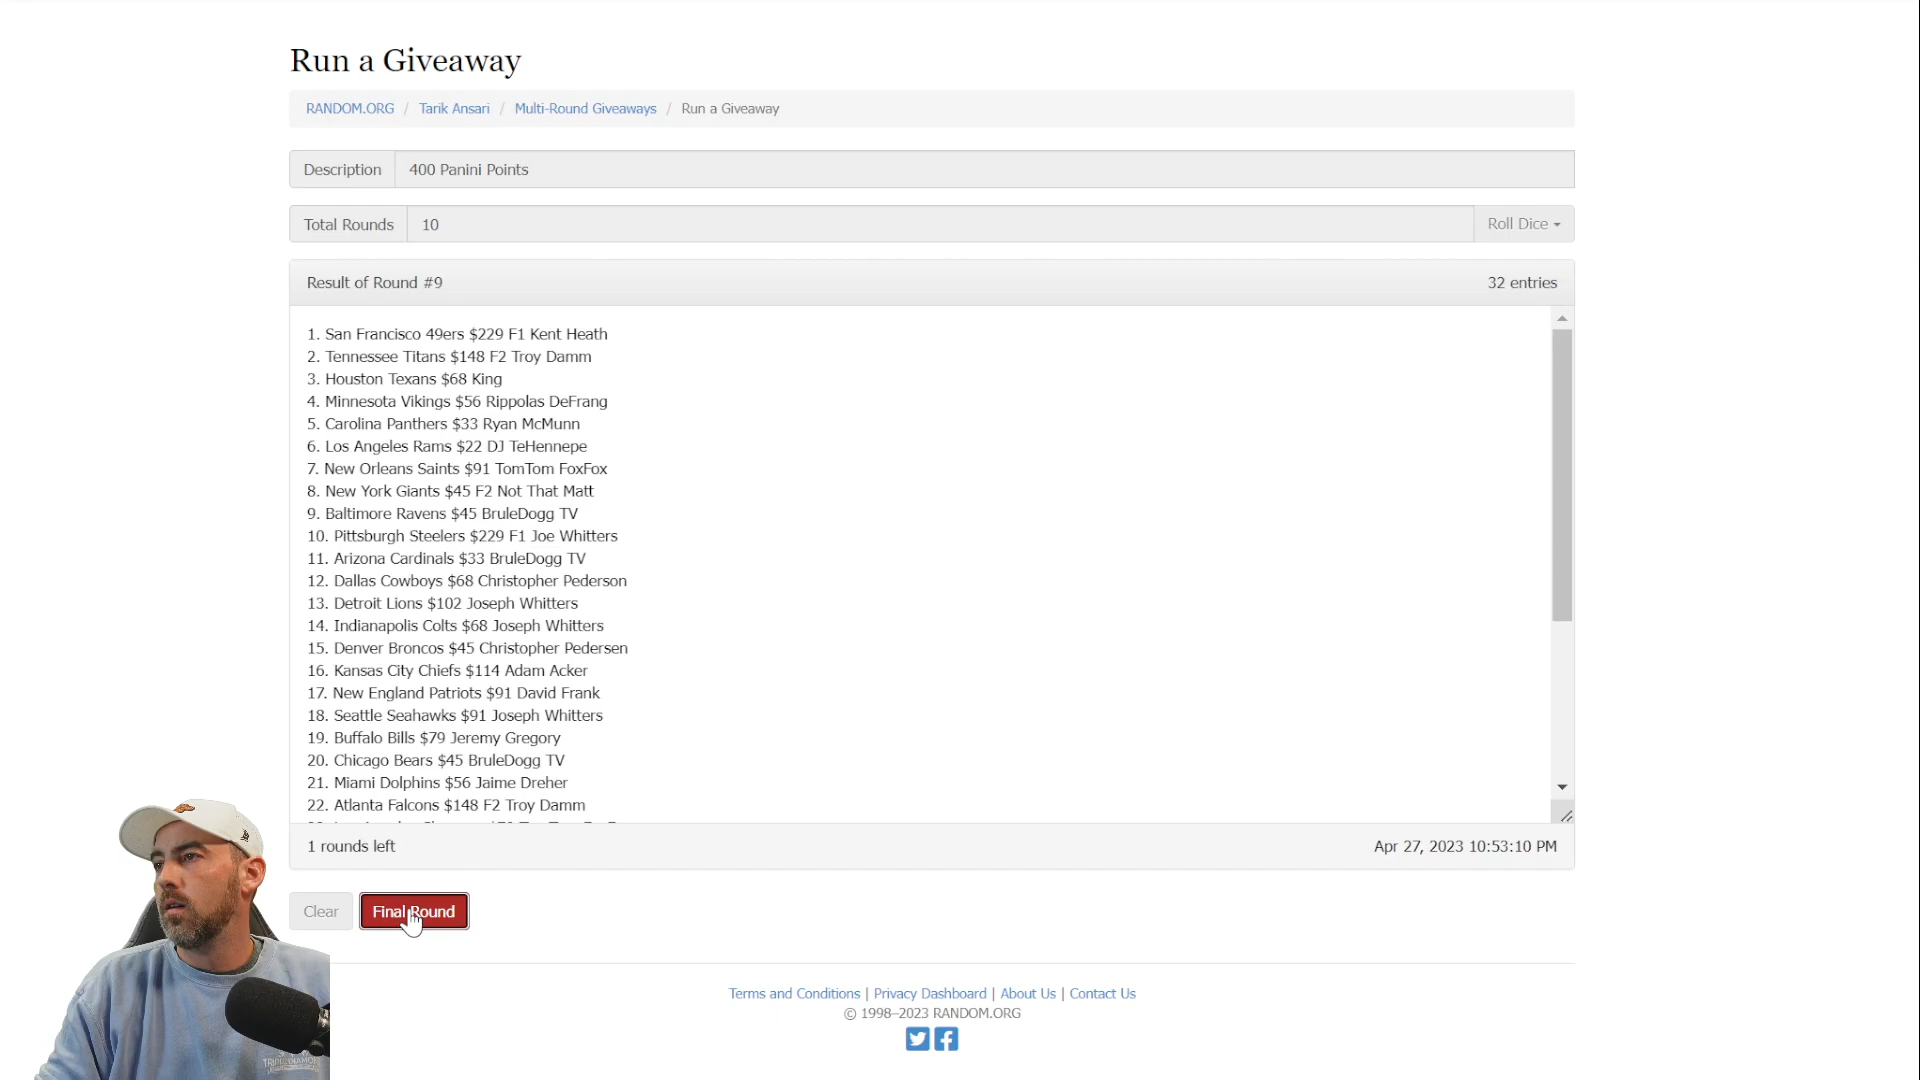 Run a Giveaway
RANDOM.ORG / Tarik Ansari / Multi-Round Giveaways / Run a Giveaway
Description 400 Panini Points
Total Rounds 10 Roll Dice
Result of Round #9 32 entries
1. San Francisco 49ers $229 F1 Kent Heath
2. Tennessee Titans $148 F2 Troy Damm
3. Houston Texans $68 King
4. Minnesota Vikings $56 Rippolas DeFrang
5. Carolina Panthers $33 Ryan McMunn
6. Los Angeles Rams $22 DJ TeHennepe
7. New Orleans Saints $91 TomTom FoxFox
8. New York Giants $45 F2 Not That Matt
9. Baltimore Ravens $45 BruleDogg TV
10. Pittsburgh Steelers $229 F1 Joe Whitters
11. Arizona Cardinals $33 BruleDogg TV
12. Dallas Cowboys $68 Christopher Pederson
13. Detroit Lions $102 Joseph Whitters
14. Indianapolis Colts $68 Joseph Whitters
15. Denver Broncos $45 Christopher Pedersen
16. Kansas City Chiefs $114 Adam Acker
17. New England Patriots $91 David Frank
18. Seattle Seahawks $91 Joseph Whitters
19. Buffalo Bills $79 Jeremy Gregory
20. Chicago Bears $45 BruleDogg TV
21. Miami Dolphins $56 Jaime Dreher
22. Atlanta Falcons $148 F2 Troy Damm
1 rounds left Apr 27, 2023 10:53:10 PM
Clear Final Round
Terms and Conditions | Privacy Dashboard | About Us | Contact Us
© 1998–2023 RANDOM.ORG